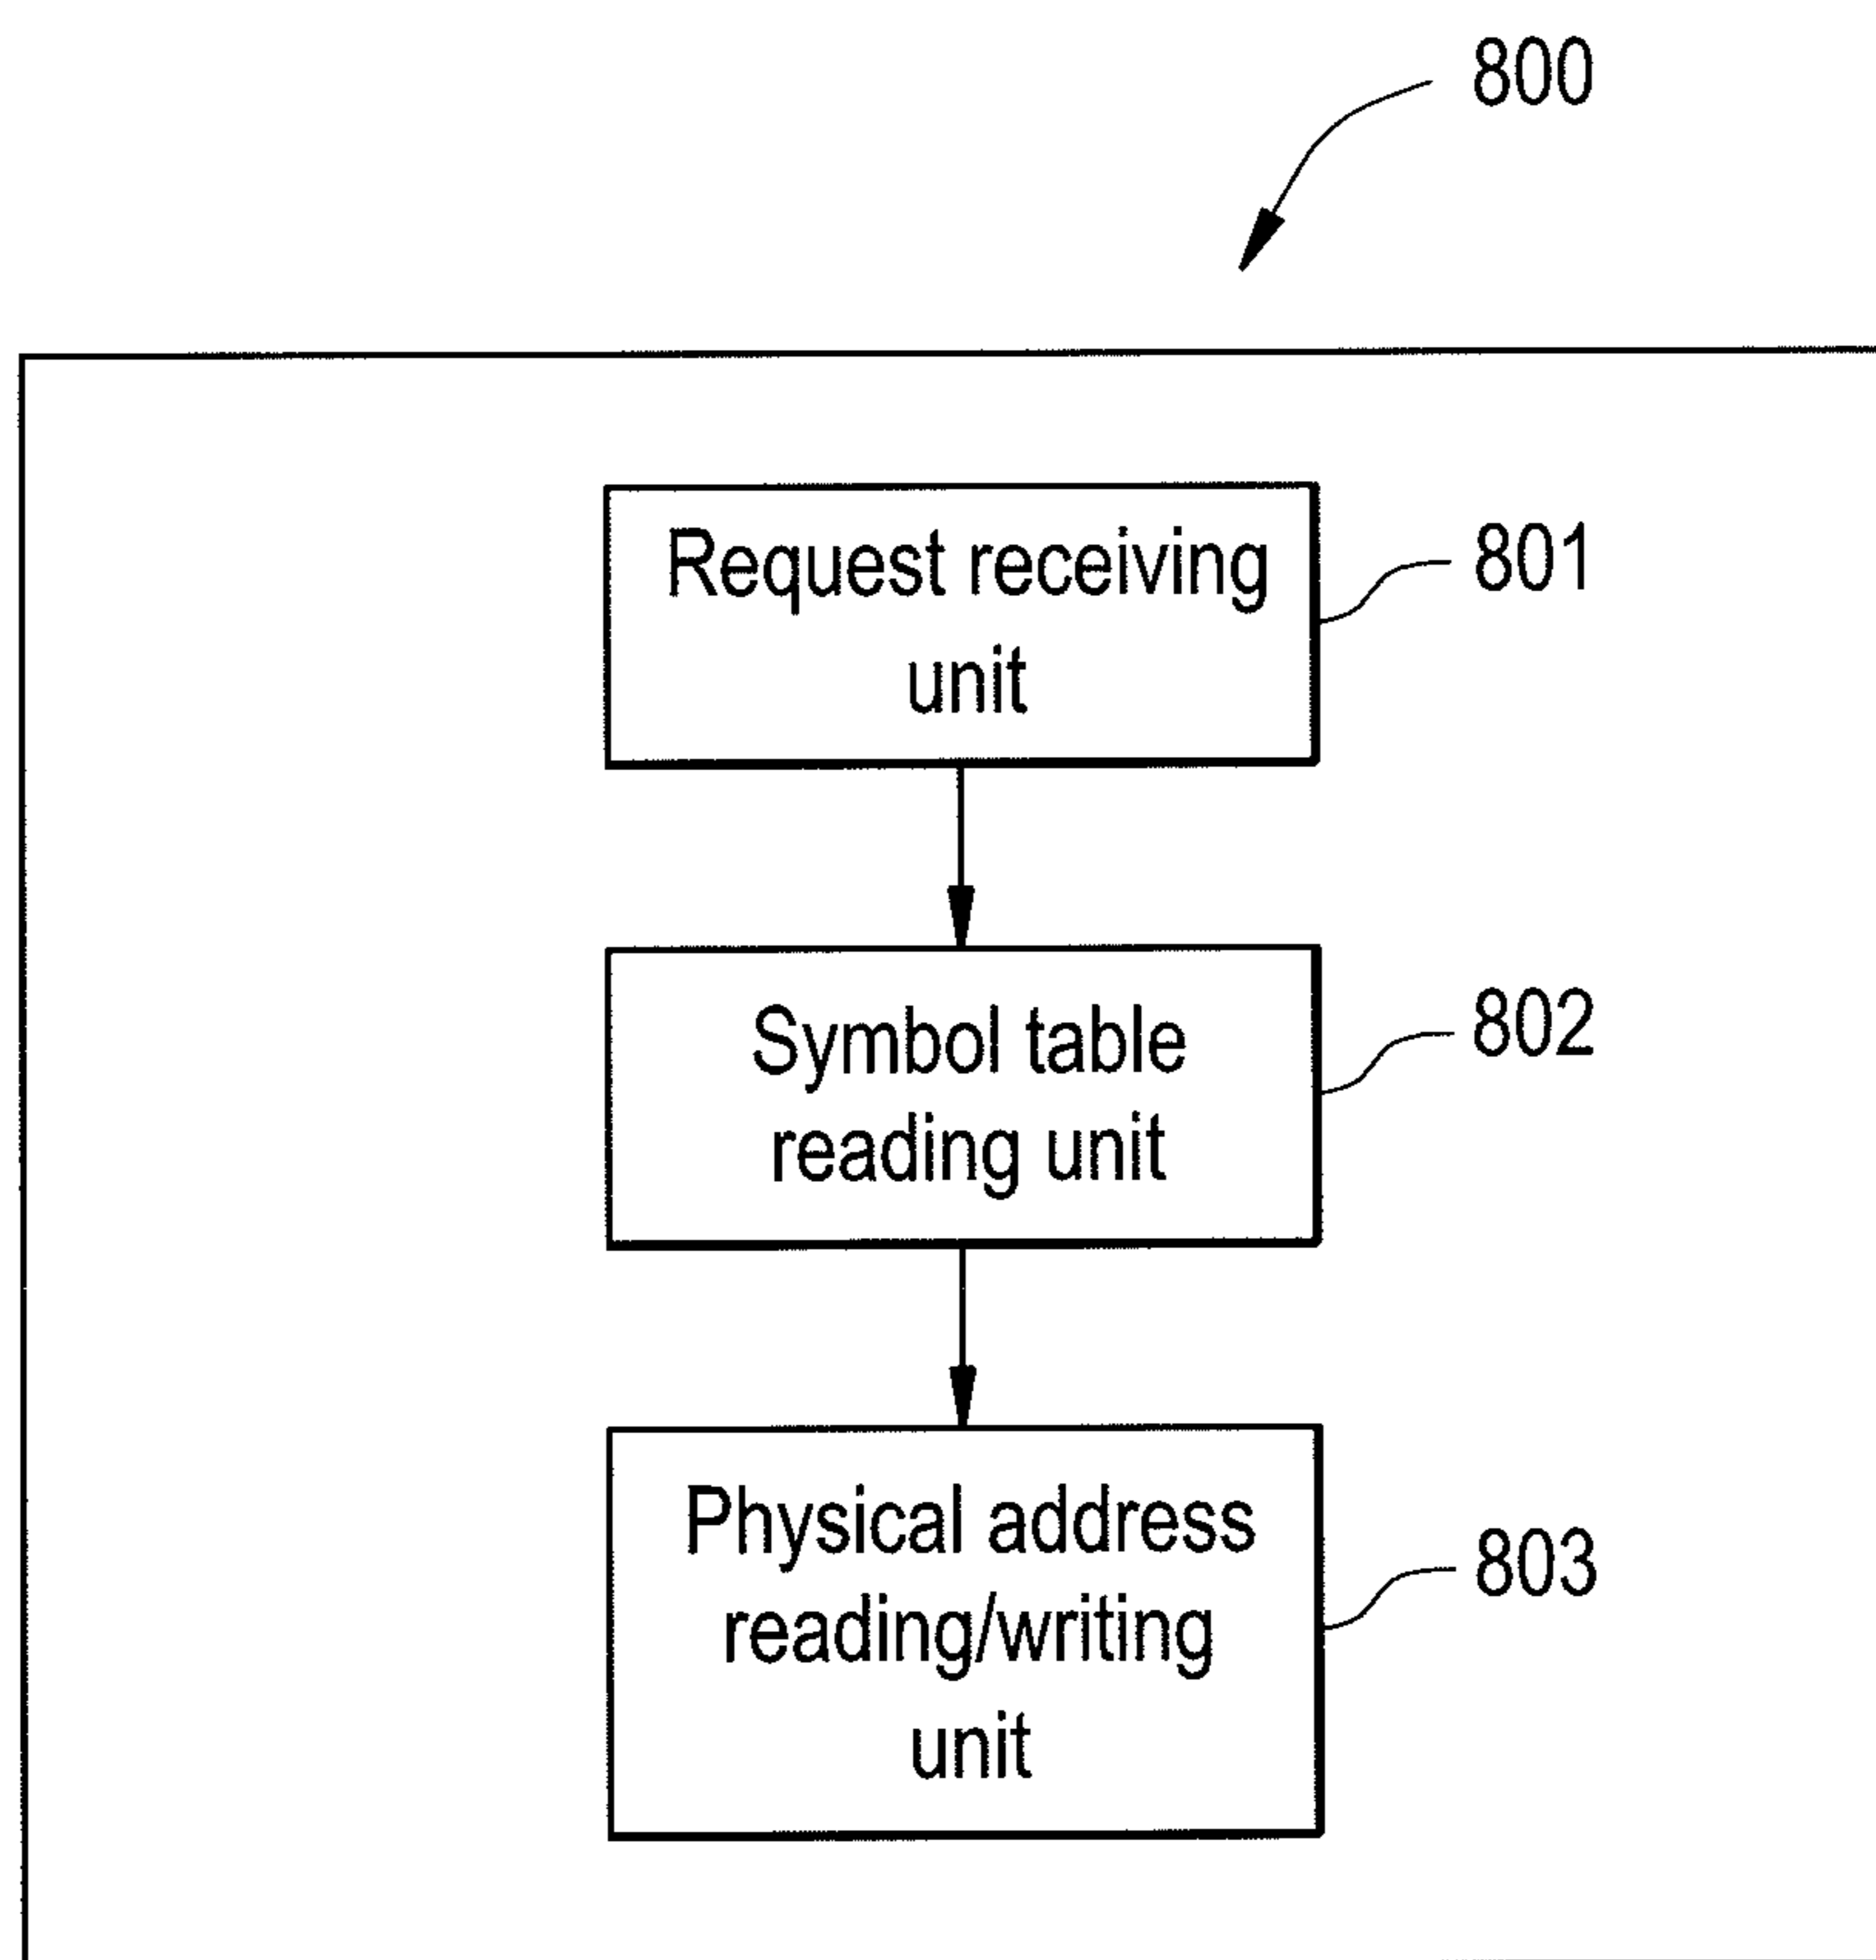 800
Request receiving
unit
801
Symbol table
reading unit
802
Physical address
reading/writing
unit
803